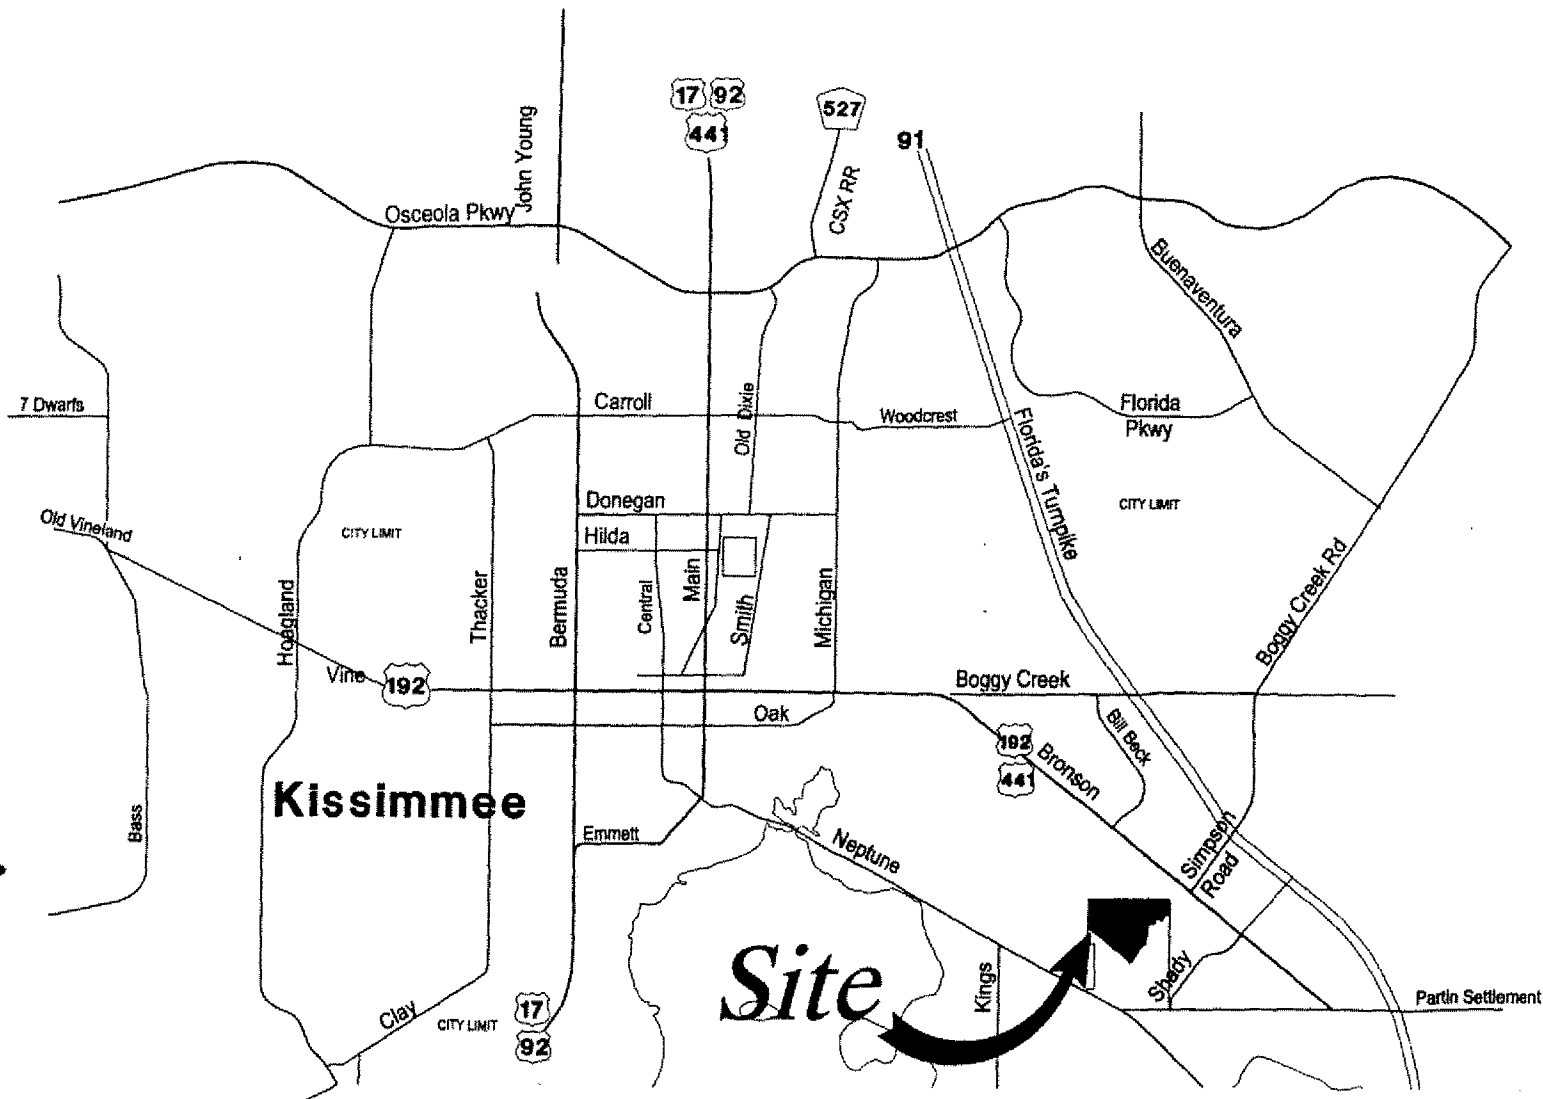 17 92
441
527
91
John Young
CSX RR
Osceola Pkwy
Buenaventura
7 Dwarfs
Carroll
Old Dixie
Woodcrest
Florida
Pkwy
Florida's Turnpike
Old Vineland
Donegan
Hilda
CITY LIMIT
CITY LIMIT
Hoagland
Thacker
Bermuda
Central
Main
Smith
Michigan
Boggy Creek Rd
Vine
192
Boggy Creek
Oak
Bill Beck
192
441
Bronson
Kissimmee
Bass
Emmett
Neptune
Simpson
Road
Site
Kings
Shady
Clay
CITY LIMIT
17
92
Partin Settlement